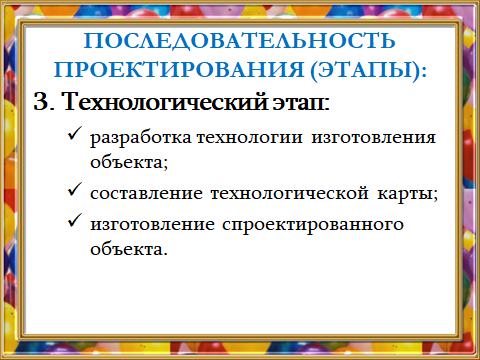 ПОСЛЕДОВАТЕЛЬНОСТЬ
ПРОЕКТИРОВАНИЯ (ЭТАПЫ):
3. Технологический этап:
✓ разработка технологии изготовления
объекта;
✓ составление технологической карты;
✓ изготовление спроектированного
объекта.